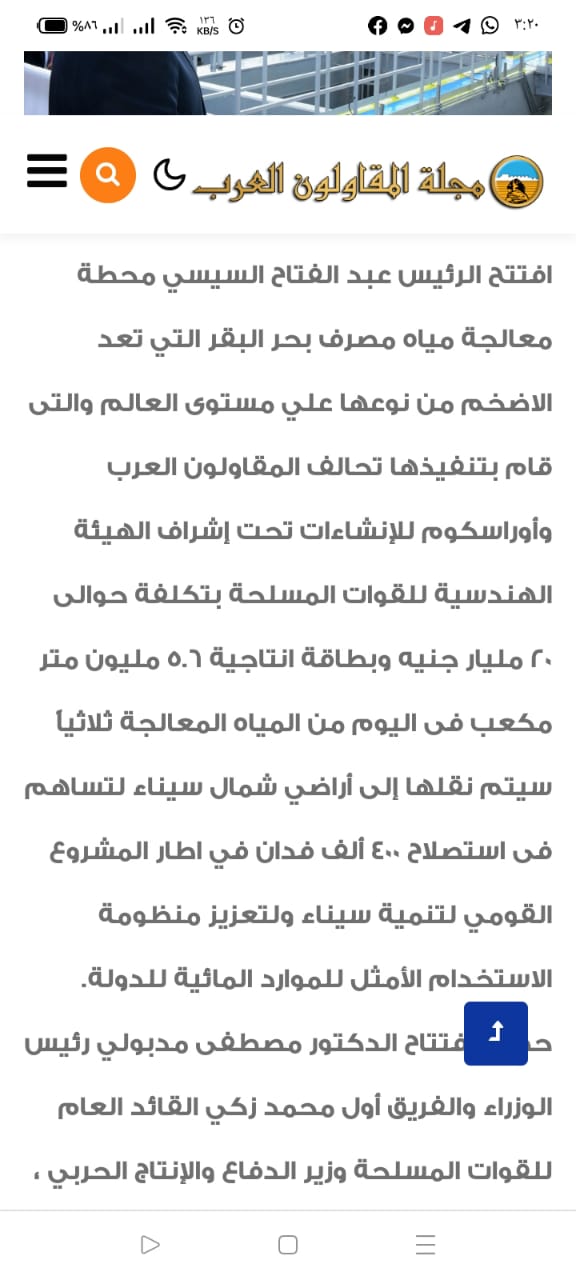 %٨٦ ١٣٦ KB/S ٣:٢٠
مجلة المقاولون العرب
افتتح الرئيس عبد الفتاح السيسي محطة
معالجة مياه مصرف بحر البقر التي تعد
الاضخم من نوعها علي مستوى العالم والتى
قام بتنفيذها تحالف المقاولون العرب
وأوراسكوم للإنشاءات تحت إشراف الهيئة
الهندسية للقوات المسلحة بتكلفة حوالى
٢٠ مليار جنيه وبطاقة انتاجية ٥.٦ مليون متر
مكعب فى اليوم من المياه المعالجة ثلاثياً
سيتم نقلها إلى أراضي شمال سيناء لتساهم
فى استصلاح ٤٠٠ ألف فدان في اطار المشروع
القومي لتنمية سيناء ولتعزيز منظومة
الاستخدام الأمثل للموارد المائية للدولة.
الدكتور مصطفى مدبولي رئيس
الوزراء والفريق أول محمد زكي القائد العام
للقوات المسلحة وزير الدفاع والإنتاج الحربي ،